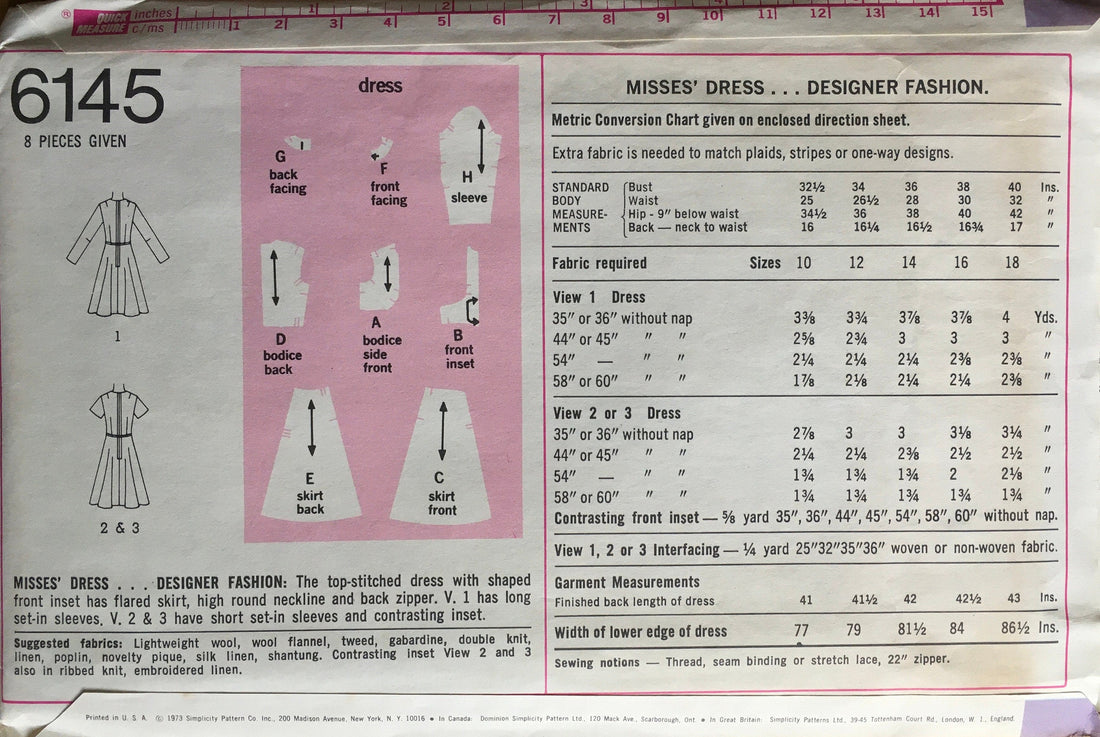 ® QUICK MEASURE inches c/ms
1 2 3 4 5 6 7 8 9 10 11 12 13 14 15
6145
8 PIECES GIVEN
1
2 & 3
dress
G
back
facing
F
front
facing
H
sleeve
D
bodice
back
A
bodice
side
front
B
front
inset
E
skirt
back
C
skirt
front
MISSES' DRESS . . . . DESIGNER FASHION: The top-stitched dress with shaped
front inset has flared skirt, high round neckline and back zipper. V. 1 has long
set-in sleeves. V. 2 & 3 have short set-in sleeves and contrasting inset.
Suggested fabrics: Lightweight wool, wool flannel, tweed, gabardine, double knit,
linen, poplin, novelty pique, silk linen, shantung. Contrasting inset View 2 and 3
also in ribbed knit, embroidered linen.
MISSES' DRESS . . . DESIGNER FASHION.
Metric Conversion Chart given on enclosed direction sheet.
Extra fabric is needed to match plaids, stripes or one-way designs.
STANDARD Bust 32½ 34 36 38 40 Ins.
BODY Waist 25 26½ 28 30 32 "
MEASURE- Hip - 9" below waist 34½ 36 38 40 42 "
MENTS Back — neck to waist 16 16¼ 16½ 16¾ 17 "
Fabric required Sizes 10 12 14 16 18
View 1 Dress
35" or 36" without nap 3⅜ 3¾ 3⅞ 3⅞ 4 Yds.
44" or 45" " " 2⅝ 2¾ 3 3 3 "
54" — " " 2¼ 2¼ 2¼ 2⅜ 2⅜ "
58" or 60" " " 1⅞ 2⅛ 2¼ 2¼ 2⅜ "
View 2 or 3 Dress
35" or 36" without nap 2⅞ 3 3 3⅛ 3¼ "
44" or 45" " " 2¼ 2¼ 2⅜ 2½ 2½ "
54" — " " 1¾ 1¾ 1¾ 2 2⅛ "
58" or 60" " " 1¾ 1¾ 1¾ 1¾ 1¾ "
Contrasting front inset — ⅝ yard 35", 36", 44", 45", 54", 58", 60" without nap.
View 1, 2 or 3 Interfacing — ¼ yard 25"32"35"36" woven or non-woven fabric.
Garment Measurements
Finished back length of dress 41 41½ 42 42½ 43 Ins.
Width of lower edge of dress 77 79 81½ 84 86½ Ins.
Sewing notions — Thread, seam binding or stretch lace, 22" zipper.
Printed in U. S. A. © 1973 Simplicity Pattern Co. Inc., 200 Madison Avenue, New York, N. Y. 10016 • In Canada: Dominion Simplicity Pattern Ltd., 120 Mack Ave., Scarborough, Ont. • In Great Britain: Simplicity Patterns Ltd., 39-45 Tottenham Court Rd., London, W. 1., England.